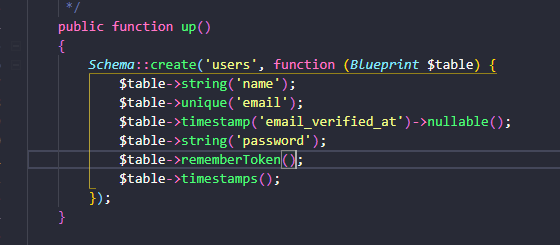 */
public function up()
{
Schema::create('users', function (Blueprint $table) {
$table->string('name');
$table->unique('email');
$table->timestamp('email_verified_at')->nullable();
$table->string('password');
$table->rememberToken();
$table->timestamps();
});
}